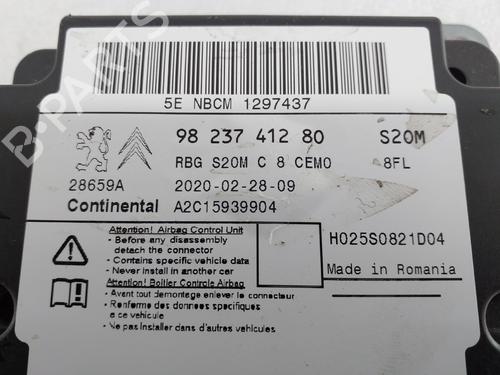 B-PARTS
5E NBCM 1297437
98 237 412 80 S20M
RBG S20M C 8 CEMO 8FL
28659A 2020-02-28-09
Continental A2C15939904
Attention! Airbag Control Unit
- Before any disassembly
detach the connector
- Contains specific vehicle data
- Never install in another car
Attention! Boîtier Controle Airbag
- Avant tout demontage enlever le connecteur
- Renferme des donnees specifiques
a ce vehicule
- Ne pas installer dans d'autres vehicules
H025S0821D04
Made in Romania